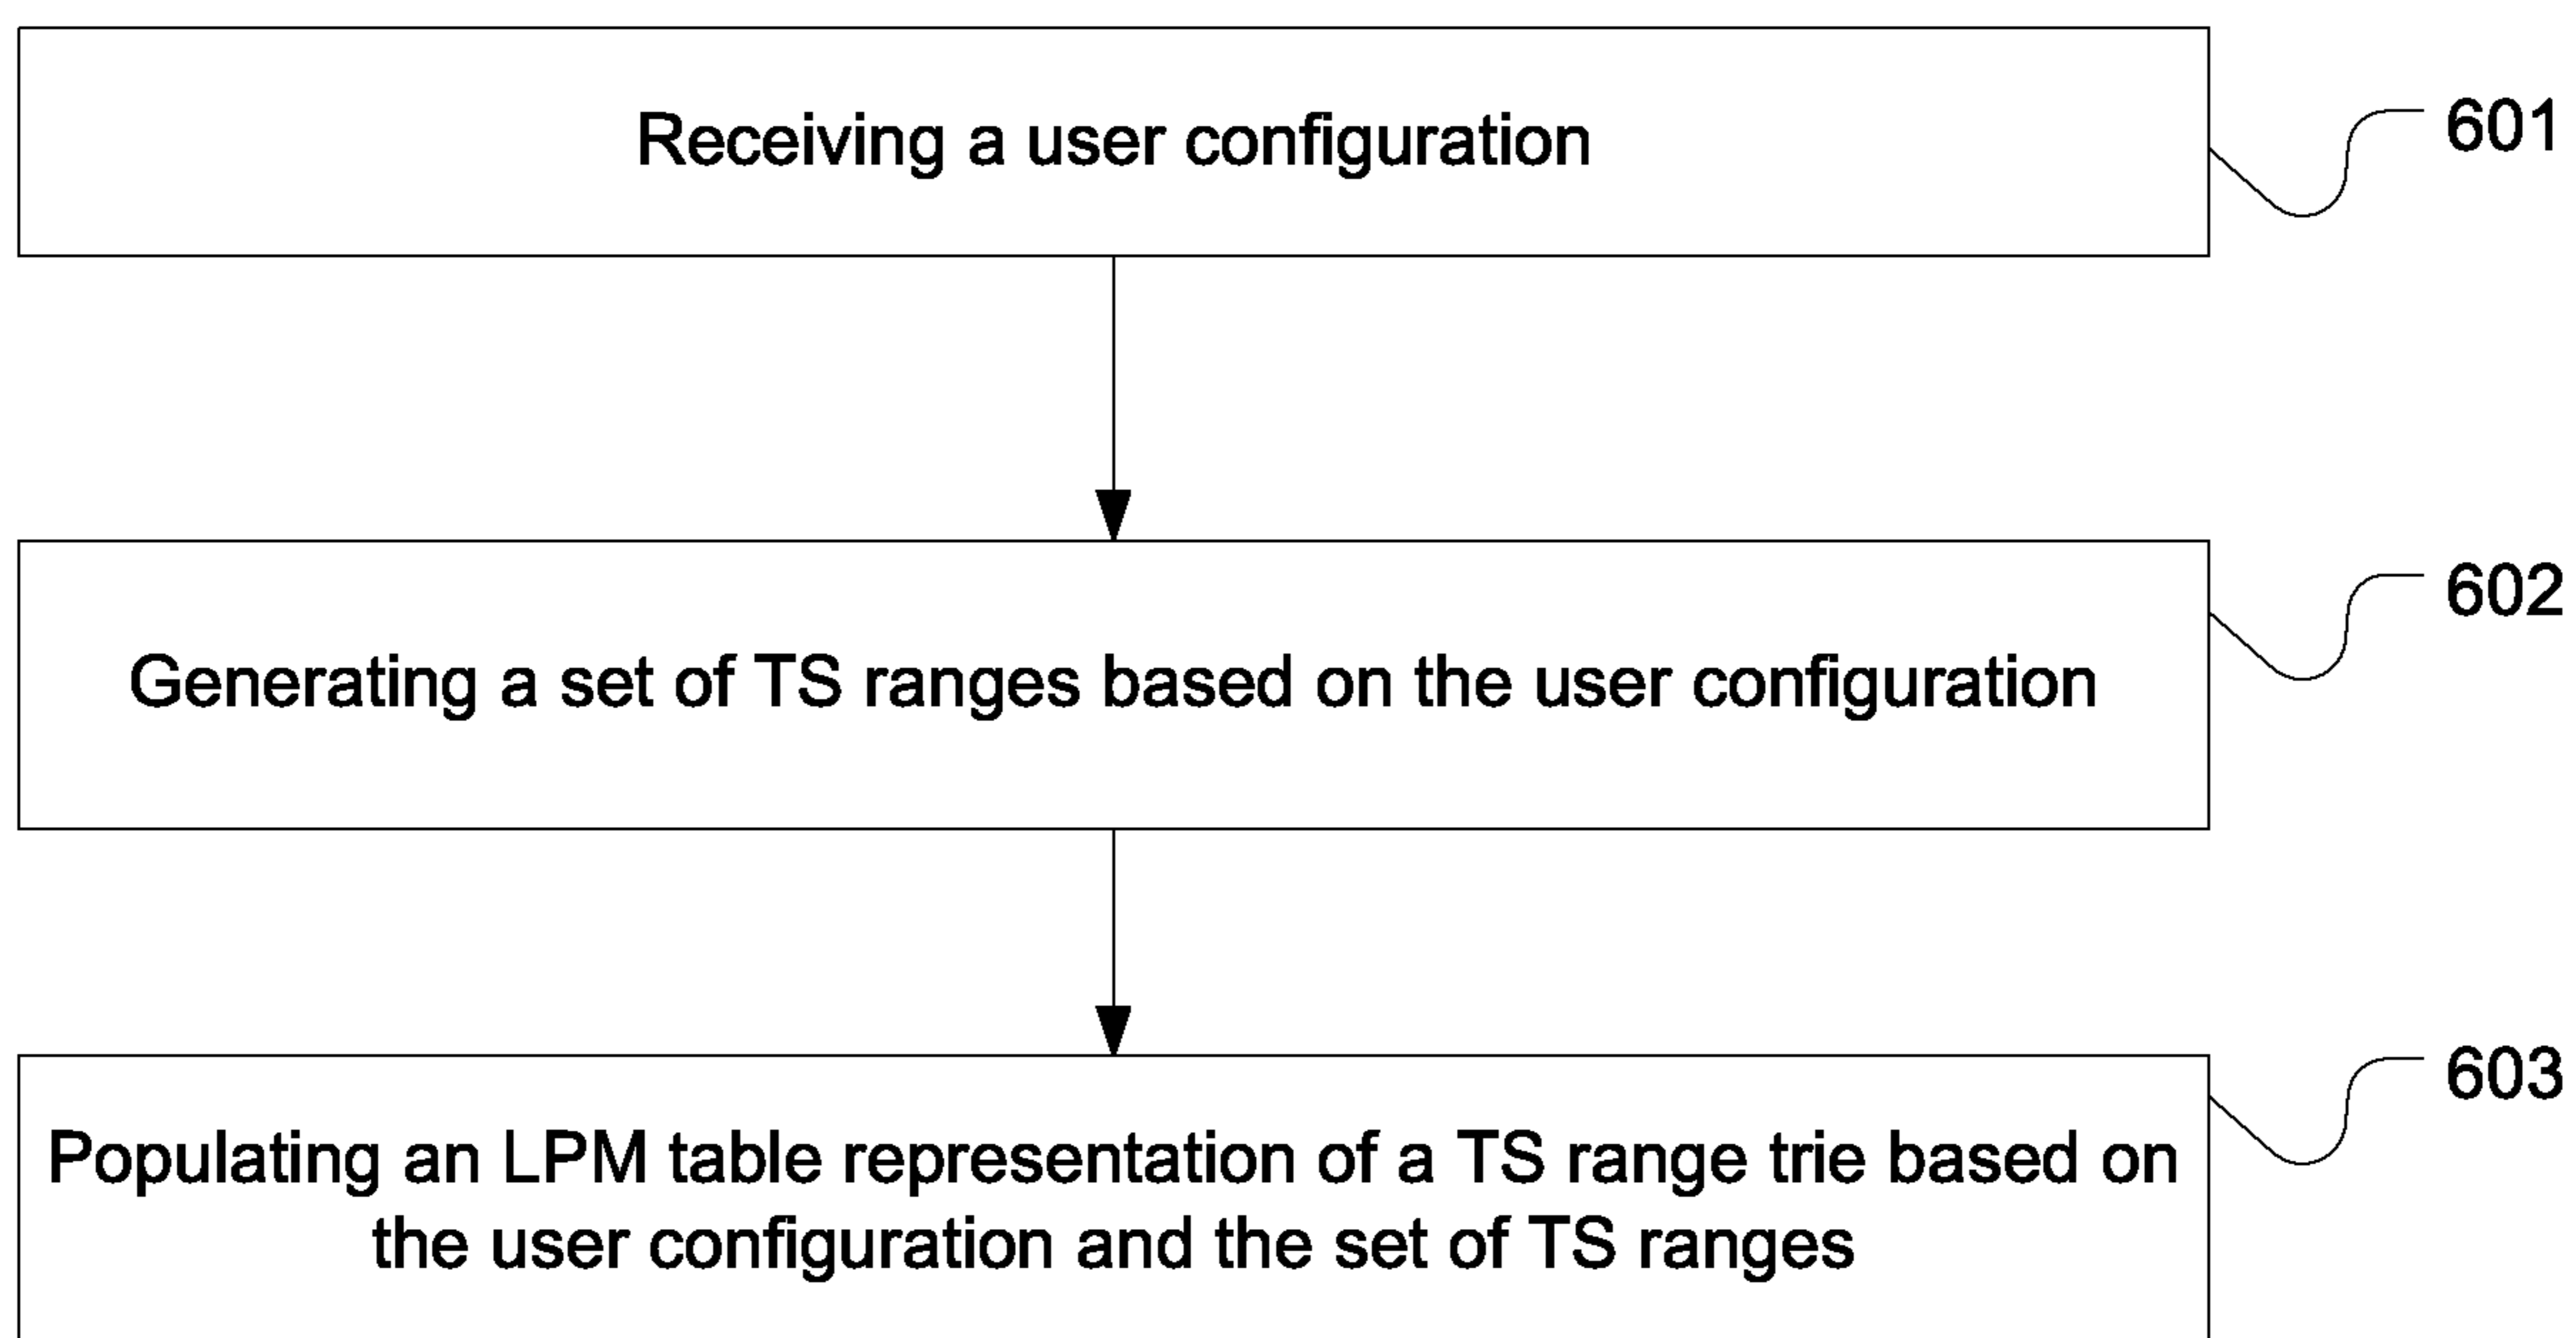 Receiving a user configuration
601
Generating a set of TS ranges based on the user configuration
602
Populating an LPM table representation of a TS range trie based on
the user configuration and the set of TS ranges
603